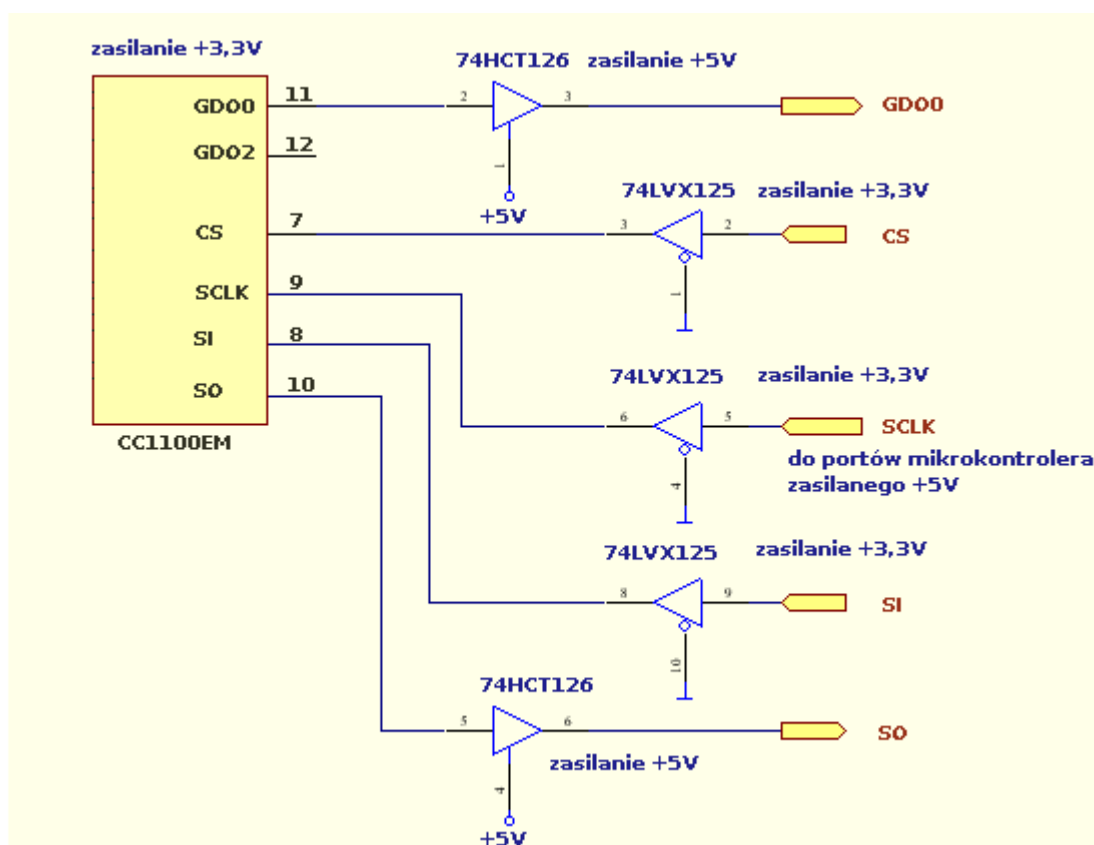 zasilanie +3,3V
74HCT126 zasilanie +5V
GDO0 11 2 3 GDO0
GDO2 12
1
+5V
74LVX125 zasilanie +3,3V
CS 7 3 2 CS
1
SCLK 9
SI 8
SO 10
CC1100EM
74LVX125 zasilanie +3,3V
6 5 SCLK
4
do portów mikrokontrolera
zasilanego +5V
74LVX125 zasilanie +3,3V
8 9 SI
10
74HCT126
5 6 SO
zasilanie +5V
4
+5V